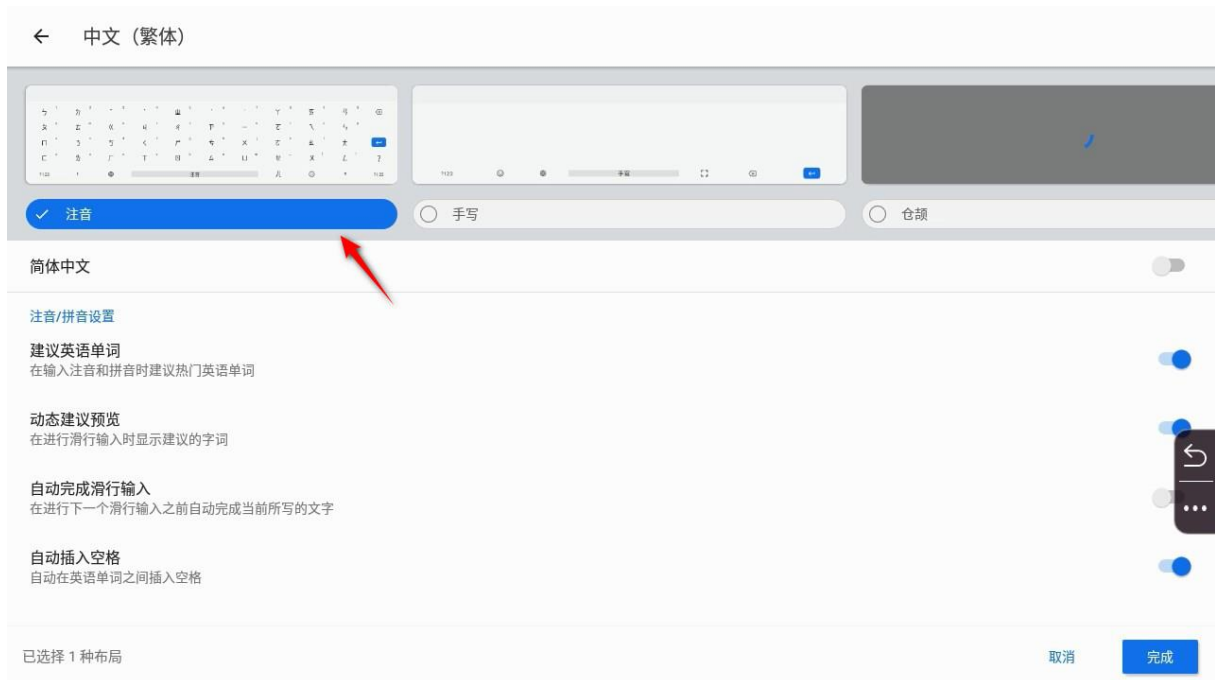 中文（繁体）
注音
手写
仓颉
简体中文
注音/拼音设置
建议英语单词
在输入注音和拼音时建议热门英语单词
动态建议预览
在进行滑行输入时显示建议的字词
自动完成滑行输入
在进行下一个滑行输入之前自动完成当前所写的文字
自动插入空格
自动在英语单词之间插入空格
已选择 1 种布局
取消
完成